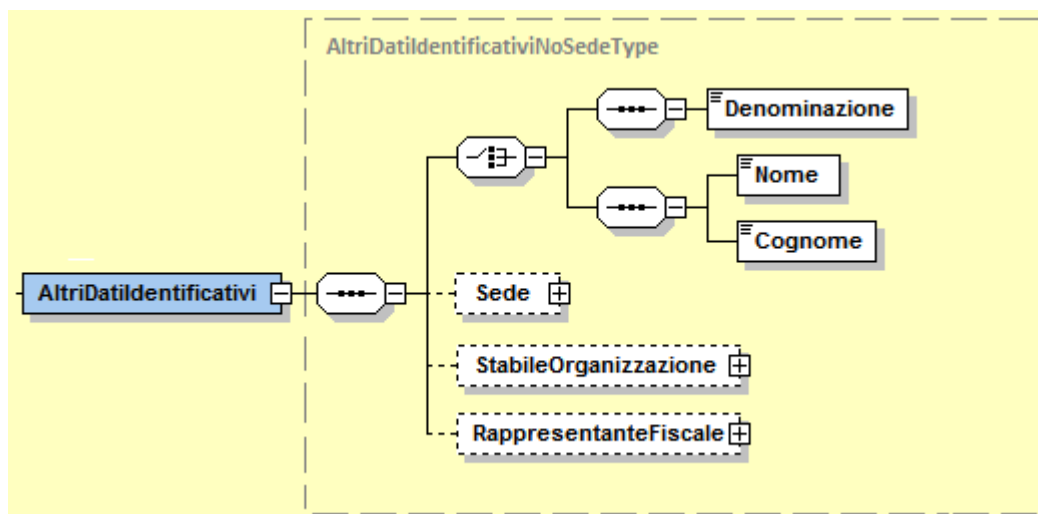 AltriDatiIdentificativiNoSedeType
Denominazione
Nome
Cognome
AltriDatiIdentificativi
Sede
StabileOrganizzazione
RappresentanteFiscale